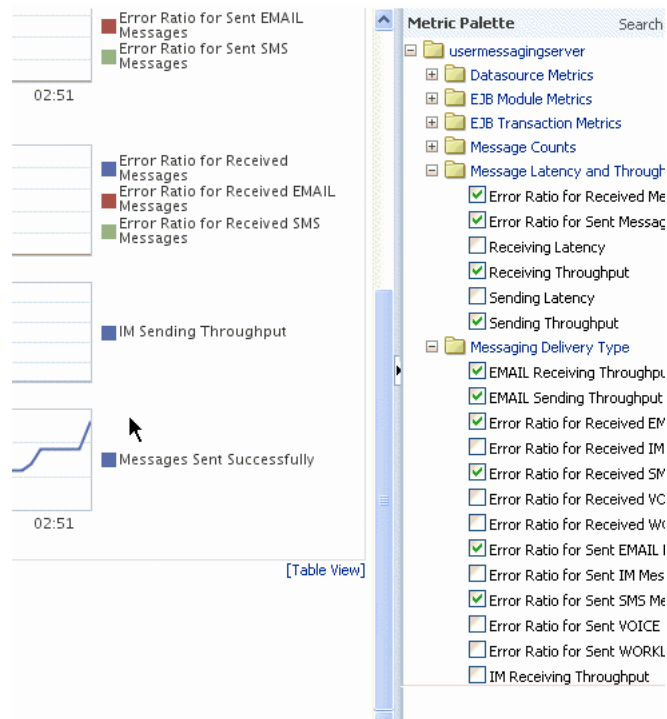 Error Ratio for Sent EMAIL
Messages
Error Ratio for Sent SMS
Messages
02:51
Error Ratio for Received
Messages
Error Ratio for Received EMAIL
Messages
Error Ratio for Received SMS
Messages
IM Sending Throughput
Messages Sent Successfully
02:51
[Table View]
Metric Palette
Search
usermessagingserver
Datasource Metrics
EJB Module Metrics
EJB Transaction Metrics
Message Counts
Message Latency and Through
Error Ratio for Received Me
Error Ratio for Sent Messag
Receiving Latency
Receiving Throughput
Sending Latency
Sending Throughput
Messaging Delivery Type
EMAIL Receiving Throughpu
EMAIL Sending Throughput
Error Ratio for Received EM
Error Ratio for Received IM
Error Ratio for Received SM
Error Ratio for Received VO
Error Ratio for Received WO
Error Ratio for Sent EMAIL
Error Ratio for Sent IM Mes
Error Ratio for Sent SMS Me
Error Ratio for Sent VOICE
Error Ratio for Sent WORKL
IM Receiving Throughput